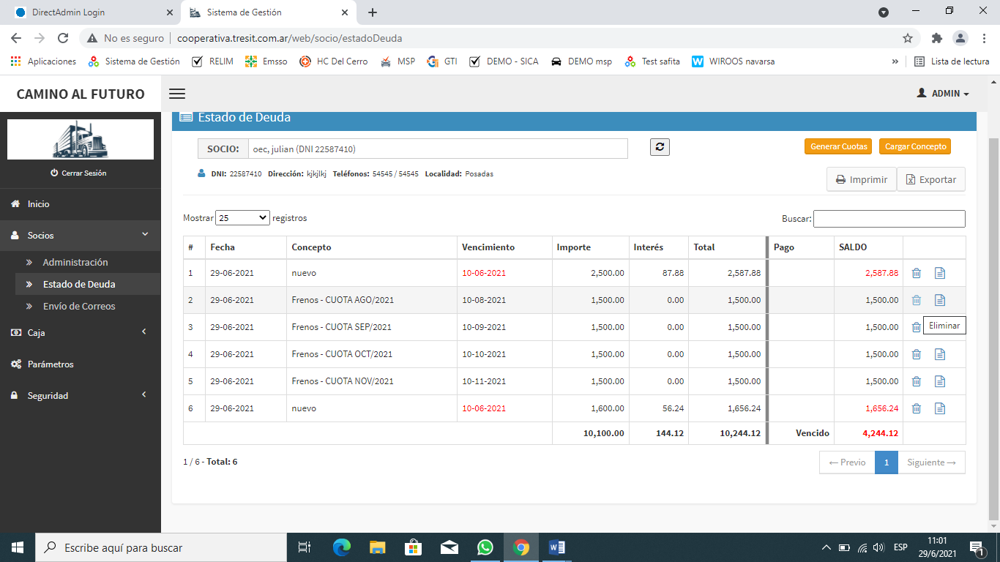 DirectAdmin Login
Sistema de Gestión
No es seguro cooperativa.tresit.com.ar/web/socio/estadoDeuda
Aplicaciones Sistema de Gestión RELIM Emsso HC Del Cerro MSP GTI DEMO - SICA DEMO msp Test safita WIROOS navarsa » Lista de lectura
CAMINO AL FUTURO
ADMIN
Cerrar Sesión
Inicio
Socios
Administración
Estado de Deuda
Envío de Correos
Caja
Parámetros
Seguridad
Estado de Deuda
SOCIO: oec, julian (DNI 22587410)
Generar Cuotas Cargar Concepto
DNI: 22587410 Dirección: kjkjlkj Teléfonos: 54545 / 54545 Localidad: Posadas
Imprimir Exportar
Mostrar 25 registros
Buscar:
# Fecha Concepto Vencimiento Importe Interés Total Pago SALDO
1 29-06-2021 nuevo 10-06-2021 2,500.00 87.88 2,587.88 2,587.88
2 29-06-2021 Frenos - CUOTA AGO/2021 10-08-2021 1,500.00 0.00 1,500.00 1,500.00
3 29-06-2021 Frenos - CUOTA SEP/2021 10-09-2021 1,500.00 0.00 1,500.00 1,500.00
Eliminar
4 29-06-2021 Frenos - CUOTA OCT/2021 10-10-2021 1,500.00 0.00 1,500.00 1,500.00
5 29-06-2021 Frenos - CUOTA NOV/2021 10-11-2021 1,500.00 0.00 1,500.00 1,500.00
6 29-06-2021 nuevo 10-06-2021 1,600.00 56.24 1,656.24 1,656.24
10,100.00 144.12 10,244.12 Vencido 4,244.12
1 / 6 - Total: 6
← Previo 1 Siguiente →
Escribe aquí para buscar
ESP
11:01
29/6/2021
1